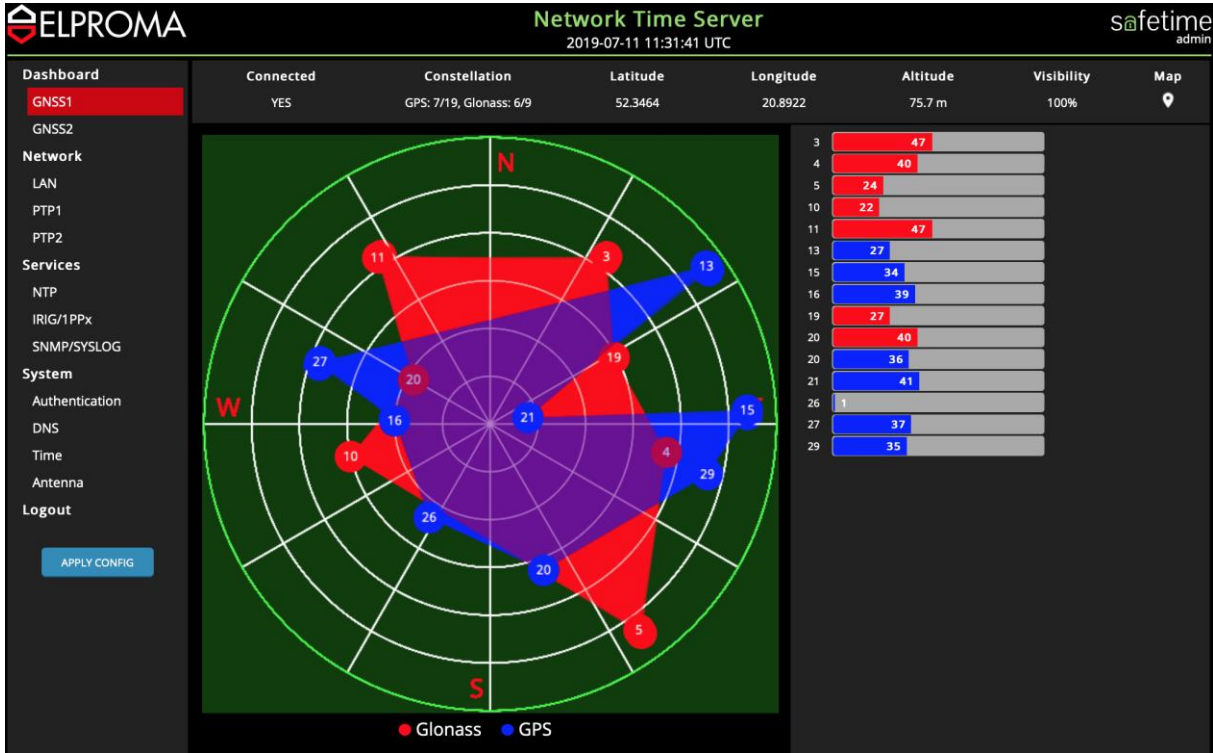 ELPROMA
Network Time Server
2019-07-11 11:31:41 UTC
safetime
admin
Dashboard
GNSS1
GNSS2
Network
LAN
PTP1
PTP2
Services
NTP
IRIG/1PPx
SNMP/SYSLOG
System
Authentication
DNS
Time
Antenna
Logout
APPLY CONFIG
Connected Constellation Latitude Longitude Altitude Visibility Map
YES GPS: 7/19, Glonass: 6/9 52.3464 20.8922 75.7 m 100%
N
11 3 13
19
27
20
W 16 21 15
10 4
29
26
20
5
S
Glonass GPS
3 47
4 40
5 24
10 22
11 47
13 27
15 34
16 39
19 27
20 40
20 36
21 41
26 1
27 37
29 35